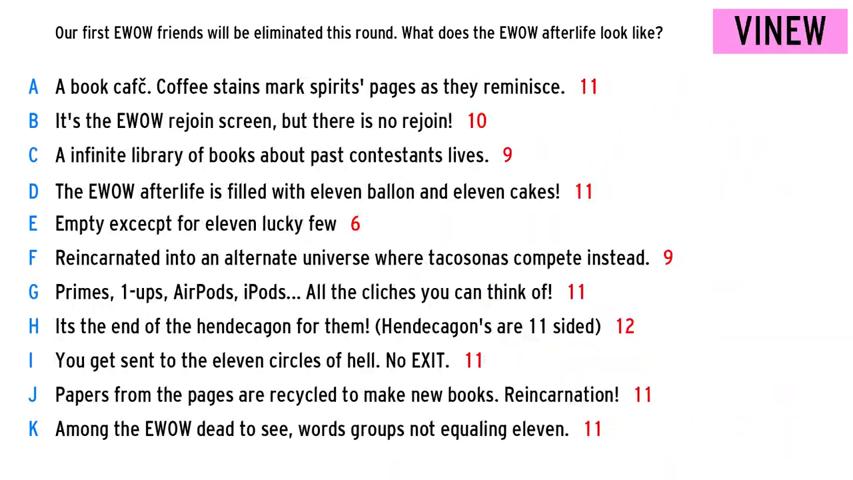 Our first EWOW friends will be eliminated this round. What does the EWOW afterlife look like?
VINEW
A A book cafč. Coffee stains mark spirits' pages as they reminisce. 11
B It's the EWOW rejoin screen, but there is no rejoin! 10
C A infinite library of books about past contestants lives. 9
D The EWOW afterlife is filled with eleven ballon and eleven cakes! 11
E Empty excecpt for eleven lucky few 6
F Reincarnated into an alternate universe where tacosonas compete instead. 9
G Primes, 1-ups, AirPods, iPods... All the cliches you can think of! 11
H Its the end of the hendecagon for them! (Hendecagon's are 11 sided) 12
I You get sent to the eleven circles of hell. No EXIT. 11
J Papers from the pages are recycled to make new books. Reincarnation! 11
K Among the EWOW dead to see, words groups not equaling eleven. 11